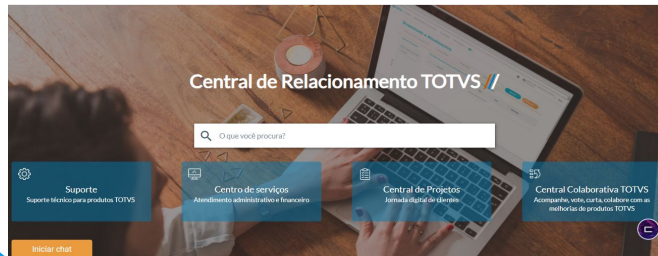 Central de Relacionamento TOTVS //
O que você procura?
Suporte
Suporte técnico para produtos TOTVS
Centro de serviços
Atendimento administrativo e financeiro
Central de Projetos
Jornada digital de clientes
Central Colaborativa TOTVS
Acompanhe, vote, curta, colabore com as
melhorias de produtos TOTVS
Iniciar chat